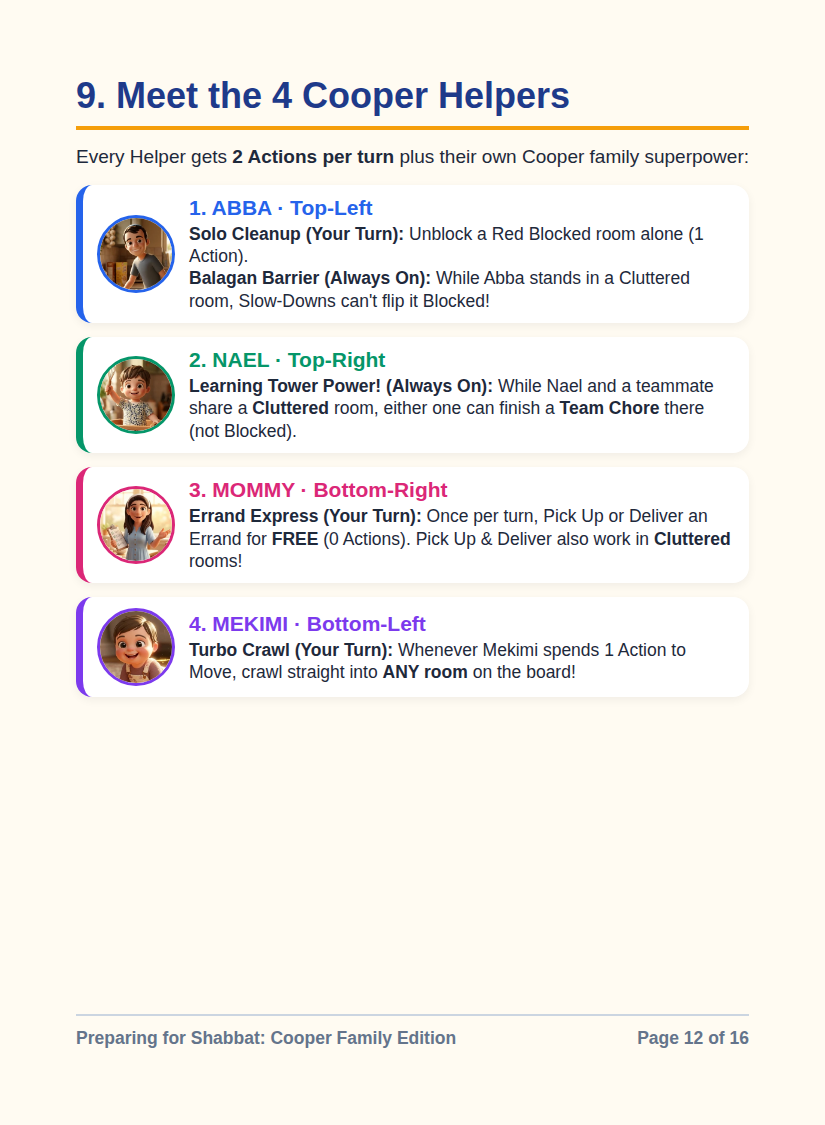 9. Meet the 4 Cooper Helpers
Every Helper gets 2 Actions per turn plus their own Cooper family superpower:
1. ABBA · Top-Left
Solo Cleanup (Your Turn): Unblock a Red Blocked room alone (1
Action).
Balagan Barrier (Always On): While Abba stands in a Cluttered
room, Slow-Downs can't flip it Blocked!
2. NAEL · Top-Right
Learning Tower Power! (Always On): While Nael and a teammate
share a Cluttered room, either one can finish a Team Chore there
(not Blocked).
3. MOMMY · Bottom-Right
Errand Express (Your Turn): Once per turn, Pick Up or Deliver an
Errand for FREE (0 Actions). Pick Up & Deliver also work in Cluttered
rooms!
4. MEKIMI · Bottom-Left
Turbo Crawl (Your Turn): Whenever Mekimi spends 1 Action to
Move, crawl straight into ANY room on the board!
Preparing for Shabbat: Cooper Family Edition
Page 12 of 16